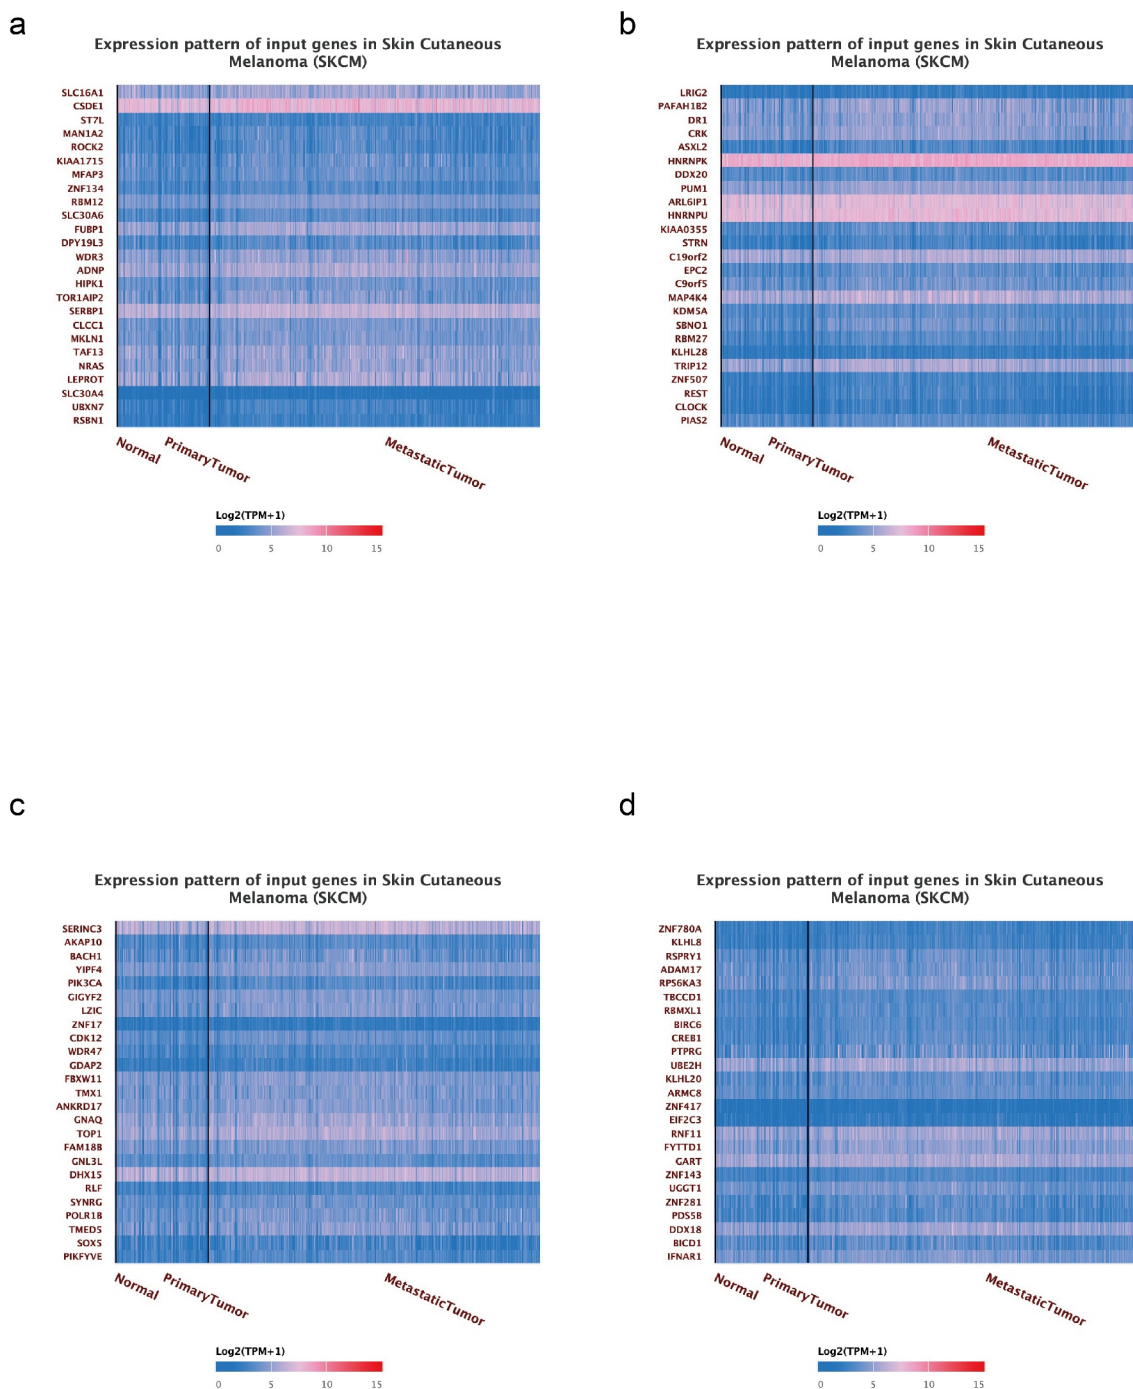 a
Expression pattern of input genes in Skin Cutaneous
Melanoma (SKCM)
SLC16A1
CSDE1
ST7L
MAN1A2
ROCK2
KIAA1715
MFAP3
ZNF134
RBM12
SLC30A6
FUBP1
DPY19L3
WDR3
ADNP
HIPK1
TOR1AIP2
SERBP1
CLCC1
MKLN1
TAF13
NRAS
LEPROT
SLC30A4
UBXN7
RSBN1
Normal
PrimaryTumor
MetastaticTumor
Log2(TPM+1)
0 5 10 15
b
Expression pattern of input genes in Skin Cutaneous
Melanoma (SKCM)
LRIG2
PAFAH1B2
DR1
CRK
ASXL2
HNRNPK
DDX20
PUM1
ARL6IP1
HNRNPU
KIAA0355
STRN
C19orf2
EPC2
C9orf5
MAP4K4
KDM5A
SBNO1
RBM27
KLHL28
TRIP12
ZNF507
REST
CLOCK
PIAS2
Normal
PrimaryTumor
MetastaticTumor
Log2(TPM+1)
0 5 10 15
c
Expression pattern of input genes in Skin Cutaneous
Melanoma (SKCM)
SERINC3
AKAP10
BACH1
YIPF4
PIK3CA
GIGYF2
LZIC
ZNF17
CDK12
WDR47
GDAP2
FBXW11
TMX1
ANKRD17
GNAQ
TOP1
FAM18B
GNL3L
DHX15
RLF
SYNRG
POLR1B
TMED5
SOX5
PIKFYVE
Normal
PrimaryTumor
MetastaticTumor
Log2(TPM+1)
0 5 10 15
d
Expression pattern of input genes in Skin Cutaneous
Melanoma (SKCM)
ZNF780A
KLHL8
RSPRY1
ADAM17
RPS6KA3
TBCCD1
RBMXL1
BIRC6
CREB1
PTPRG
UBE2H
KLHL20
ARMC8
ZNF417
EIF2C3
RNF11
FYTTD1
GART
ZNF143
UGGT1
ZNF281
PDS5B
DDX18
BICD1
IFNAR1
Normal
PrimaryTumor
MetastaticTumor
Log2(TPM+1)
0 5 10 15